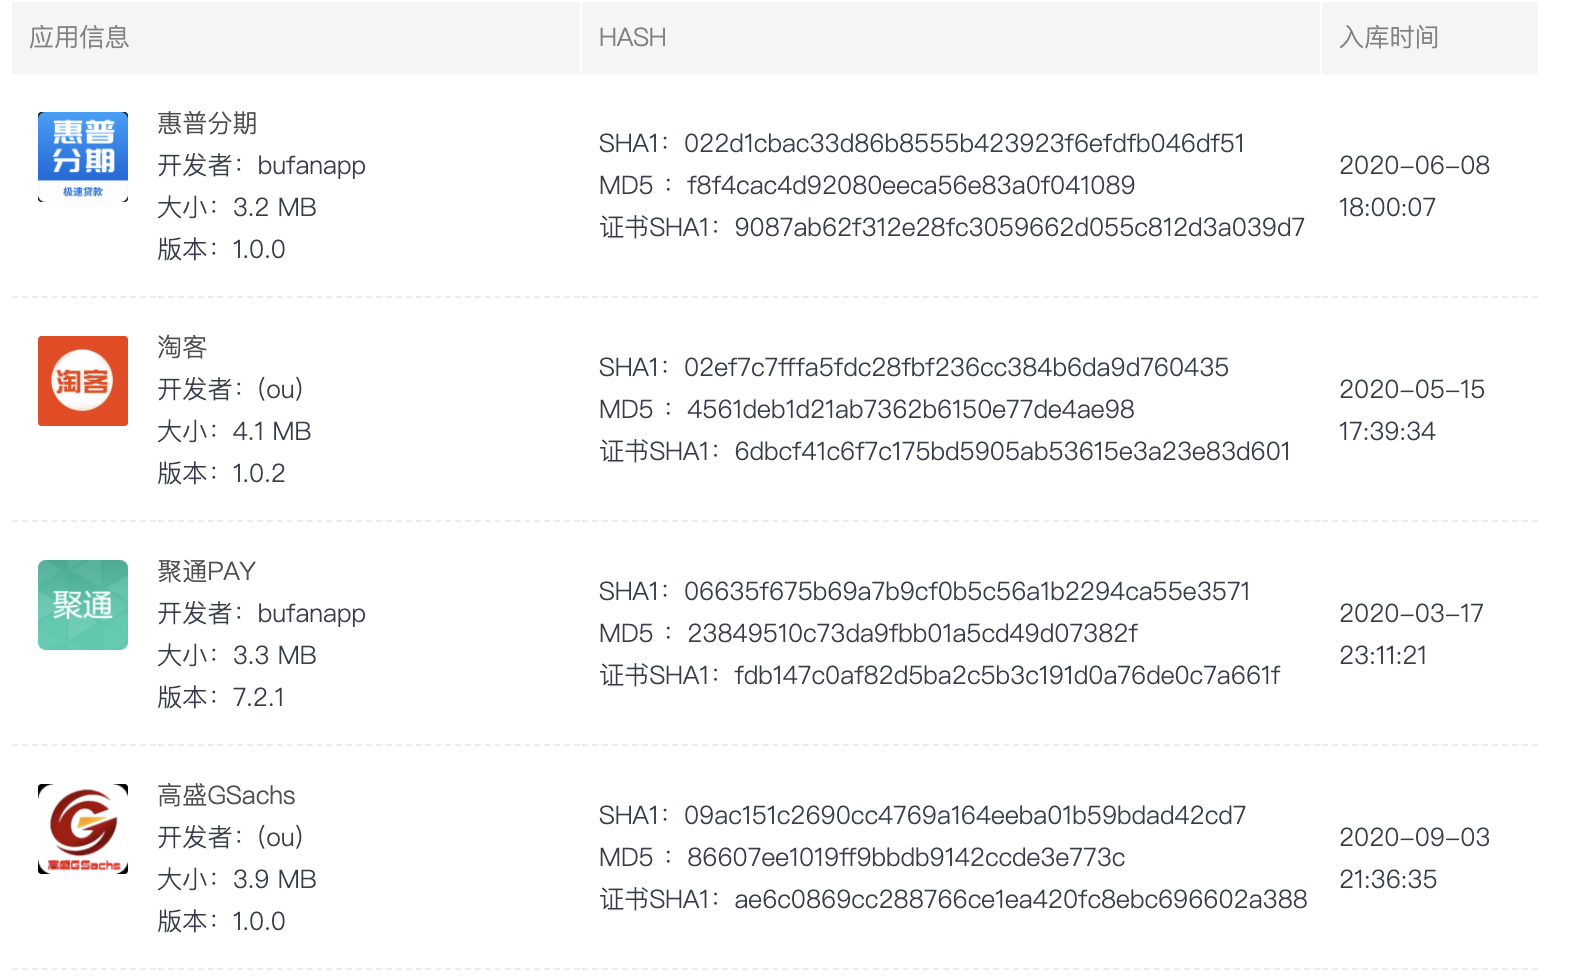 应用信息 HASH 入库时间
惠普
分期
极速贷款
惠普分期
开发者：bufanapp
大小：3.2 MB
版本：1.0.0
SHA1：022d1cbac33d86b8555b423923f6efdfb046df51
MD5 ：f8f4cac4d92080eeca56e83a0f041089
证书SHA1：9087ab62f312e28fc3059662d055c812d3a039d7
2020-06-08
18:00:07
淘客
淘客
开发者：(ou)
大小：4.1 MB
版本：1.0.2
SHA1：02ef7c7fffa5fdc28fbf236cc384b6da9d760435
MD5 ：4561deb1d21ab7362b6150e77de4ae98
证书SHA1：6dbcf41c6f7c175bd5905ab53615e3a23e83d601
2020-05-15
17:39:34
聚通
聚通PAY
开发者：bufanapp
大小：3.3 MB
版本：7.2.1
SHA1：06635f675b69a7b9cf0b5c56a1b2294ca55e3571
MD5 ：23849510c73da9fbb01a5cd49d07382f
证书SHA1：fdb147c0af82d5ba2c5b3c191d0a76de0c7a661f
2020-03-17
23:11:21
高盛GSachs
高盛GSachs
开发者：(ou)
大小：3.9 MB
版本：1.0.0
SHA1：09ac151c2690cc4769a164eeba01b59bdad42cd7
MD5 ：86607ee1019ff9bbdb9142ccde3e773c
证书SHA1：ae6c0869cc288766ce1ea420fc8ebc696602a388
2020-09-03
21:36:35